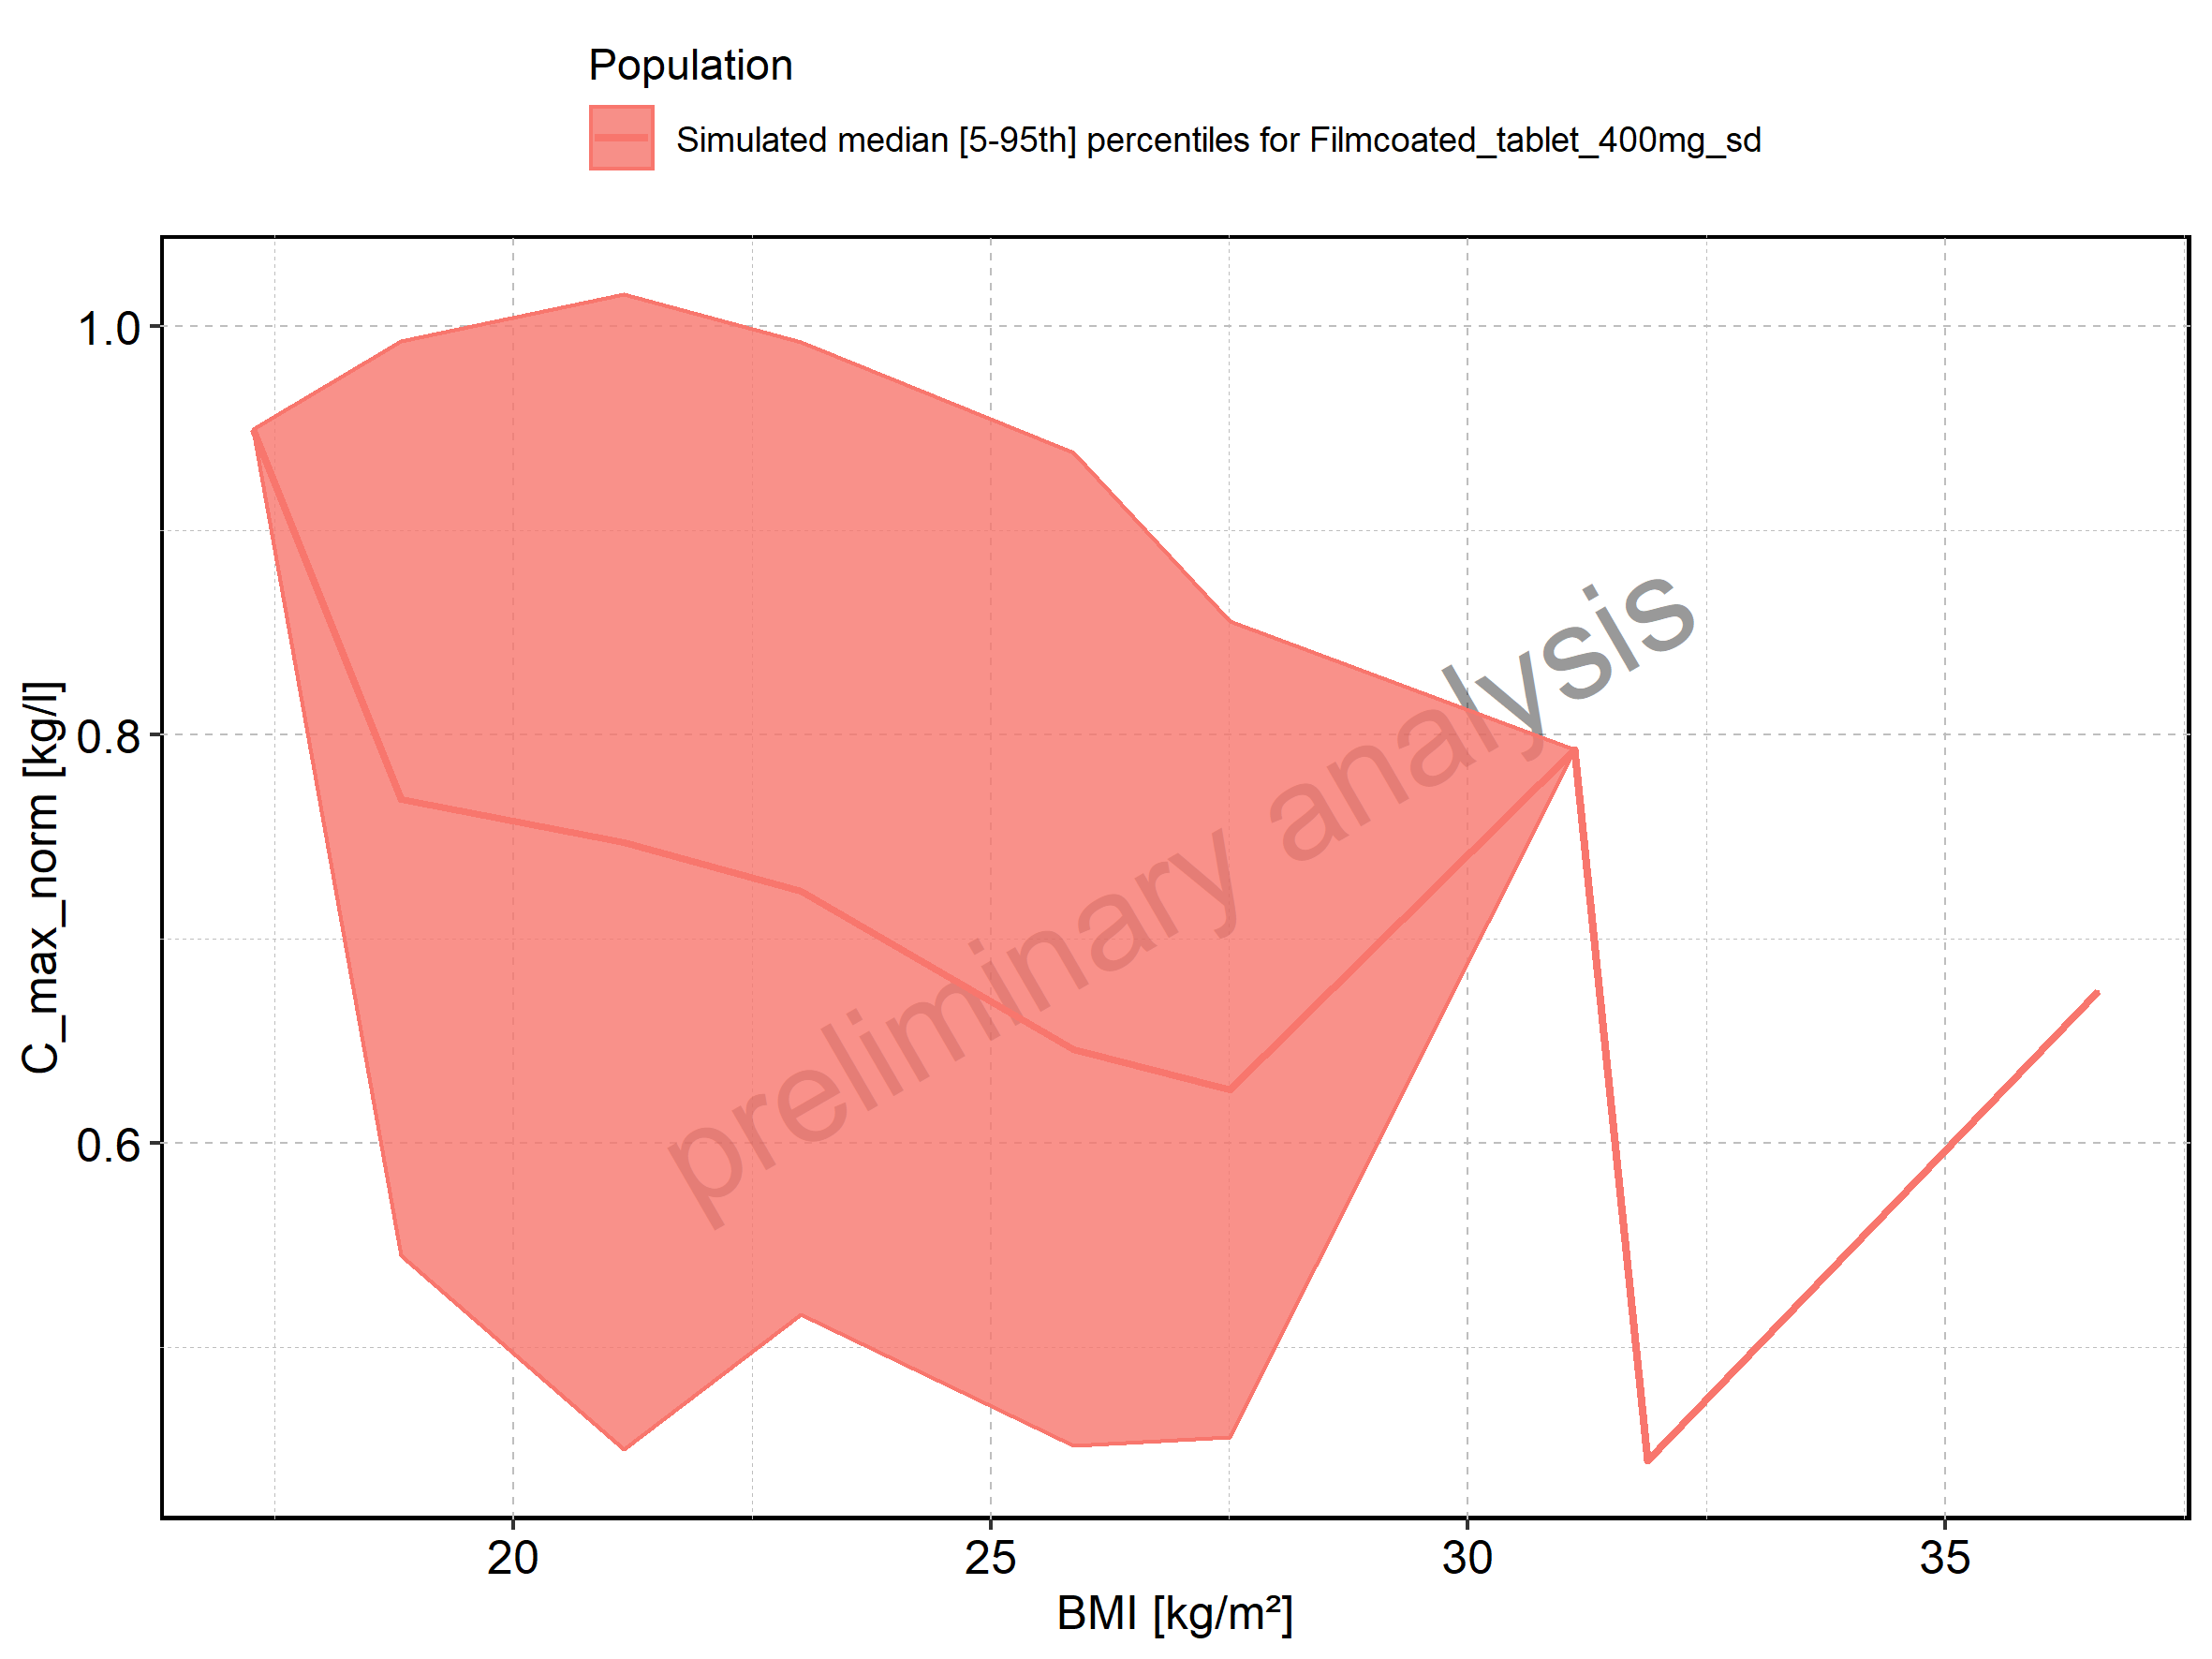 Population
Simulated median [5-95th] percentiles for Filmcoated_tablet_400mg_sd
C_max_norm [kg/l]
1.0
0.8
0.6
preliminary analysis
20 25 30 35
BMI [kg/m²]